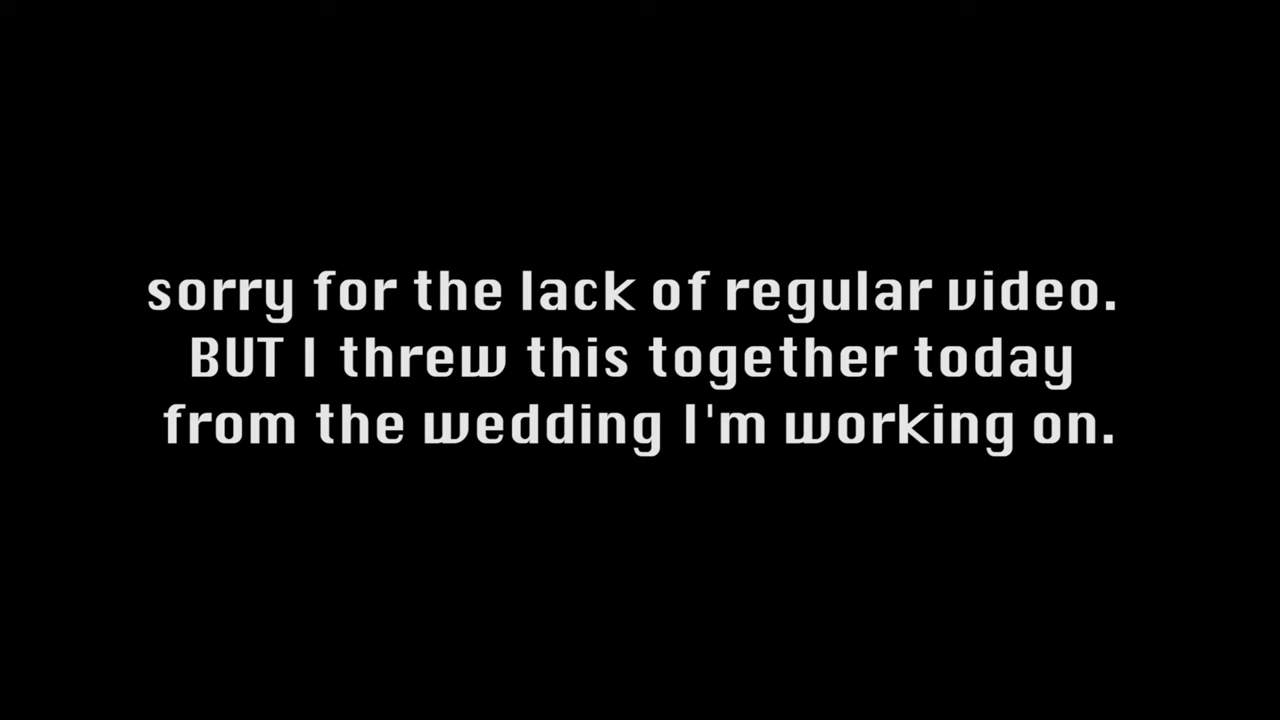 sorry for the lack of regular video.
BUT I threw this together today
from the wedding I'm working on.